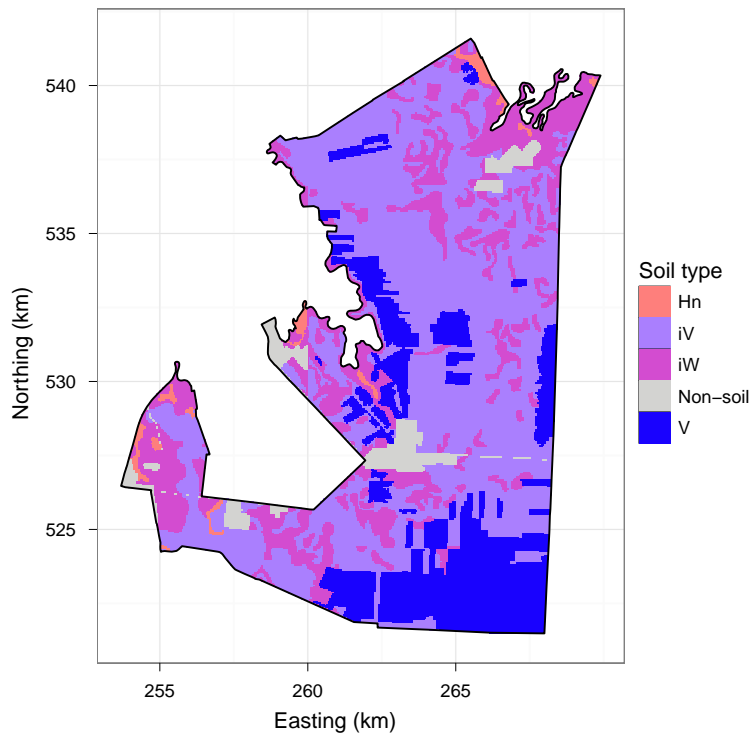 540
535
530
525
Northing (km)
255
260
265
Easting (km)
Soil type
Hn
iV
iW
Non−soil
V